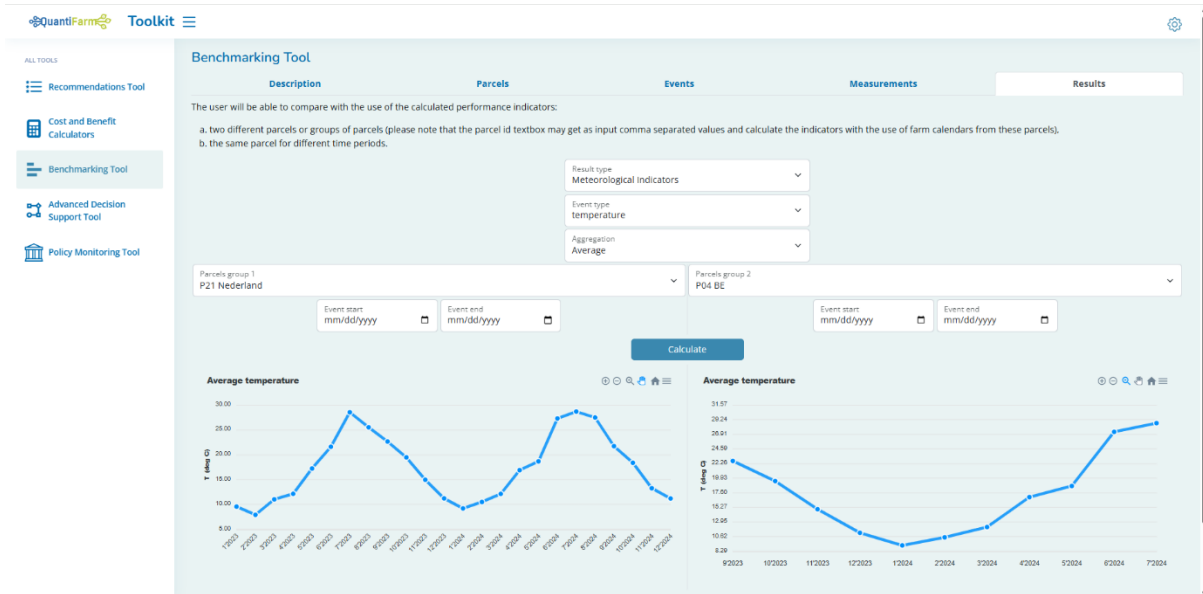 QuantiFarm Toolkit
ALL TOOLS
Recommendations Tool
Cost and Benefit
Calculators
Benchmarking Tool
Advanced Decision
Support Tool
Policy Monitoring Tool
Benchmarking Tool
Description Parcels Events Measurements Results
The user will be able to compare with the use of the calculated performance indicators:
a. two different parcels or groups of parcels (please note that the parcel id textbox may get as input comma separated values and calculate the indicators with the use of farm calendars from these parcels),
b. the same parcel for different time periods.
Result type
Meteorological Indicators
Event type
temperature
Aggregation
Average
Parcels group 1
P21 Nederland
Parcels group 2
P04 BE
Event start
mm/dd/yyyy
Event end
mm/dd/yyyy
Event start
mm/dd/yyyy
Event end
mm/dd/yyyy
Calculate
Average temperature
30.00
25.00
20.00
15.00
10.00
5.00
T (deg C)
1'2023 2'2023 3'2023 4'2023 5'2023 6'2023 7'2023 8'2023 9'2023 10'2023 11'2023 12'2023 1'2024 2'2024 3'2024 4'2024 5'2024 6'2024 7'2024 8'2024 9'2024 10'2024 11'2024 12'2024
Average temperature
31.57
29.24
26.91
24.59
22.26
19.93
17.60
15.27
12.95
10.62
8.29
T (deg C)
9'2023 10'2023 11'2023 12'2023 1'2024 2'2024 3'2024 4'2024 5'2024 6'2024 7'2024